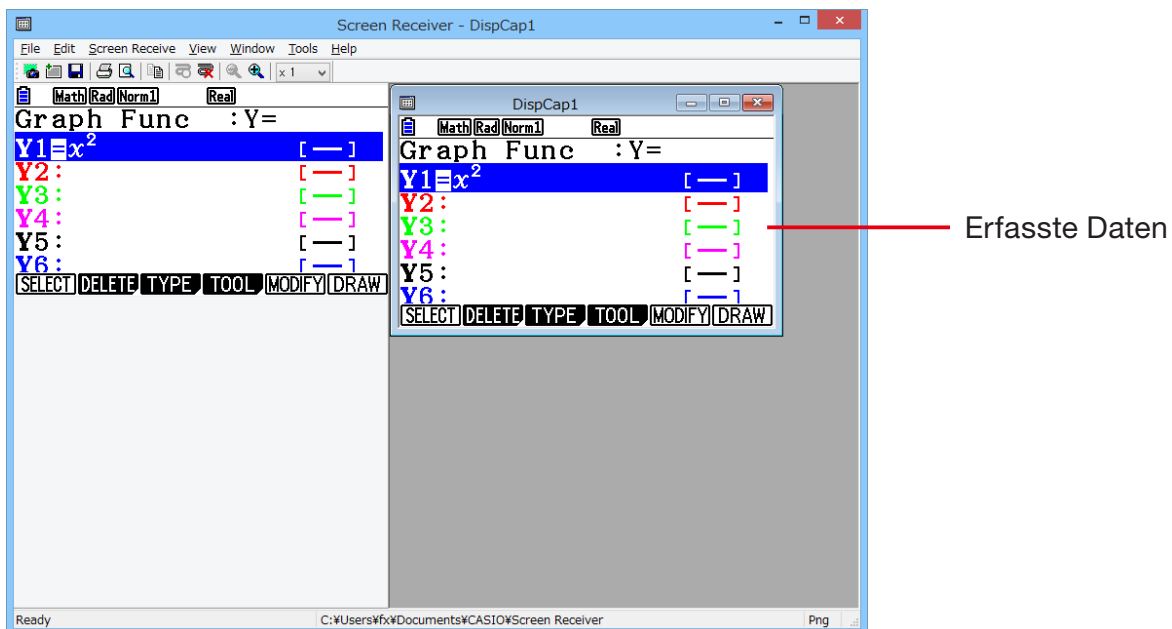 Screen Receiver - DispCap1
File Edit Screen Receive View Window Tools Help
x 1
Math Rad Norm1 Real
Graph Func :Y=
Y1=x² [—]
Y2: [—]
Y3: [—]
Y4: [—]
Y5: [—]
Y6: [—]
SELECT DELETE TYPE TOOL MODIFY DRAW
DispCap1
Math Rad Norm1 Real
Graph Func :Y=
Y1=x² [—]
Y2: [—]
Y3: [—]
Y4: [—]
Y5: [—]
Y6: [—]
SELECT DELETE TYPE TOOL MODIFY DRAW
Erfasste Daten
Ready C:¥Users¥fx¥Documents¥CASIO¥Screen Receiver Png